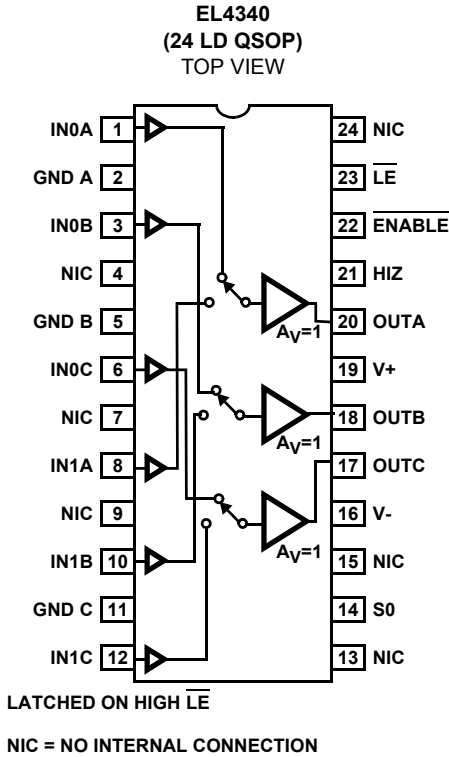 EL4340
(24 LD QSOP)
TOP VIEW
IN0A 1 24 NIC
GND A 2 23 LE
IN0B 3 22 ENABLE
NIC 4 21 HIZ
GND B 5 20 OUTA
AV=1
IN0C 6 19 V+
NIC 7 18 OUTB
AV=1
IN1A 8 17 OUTC
NIC 9 16 V-
IN1B 10 15 NIC
AV=1
GND C 11 14 S0
IN1C 12 13 NIC
LATCHED ON HIGH LE
NIC = NO INTERNAL CONNECTION